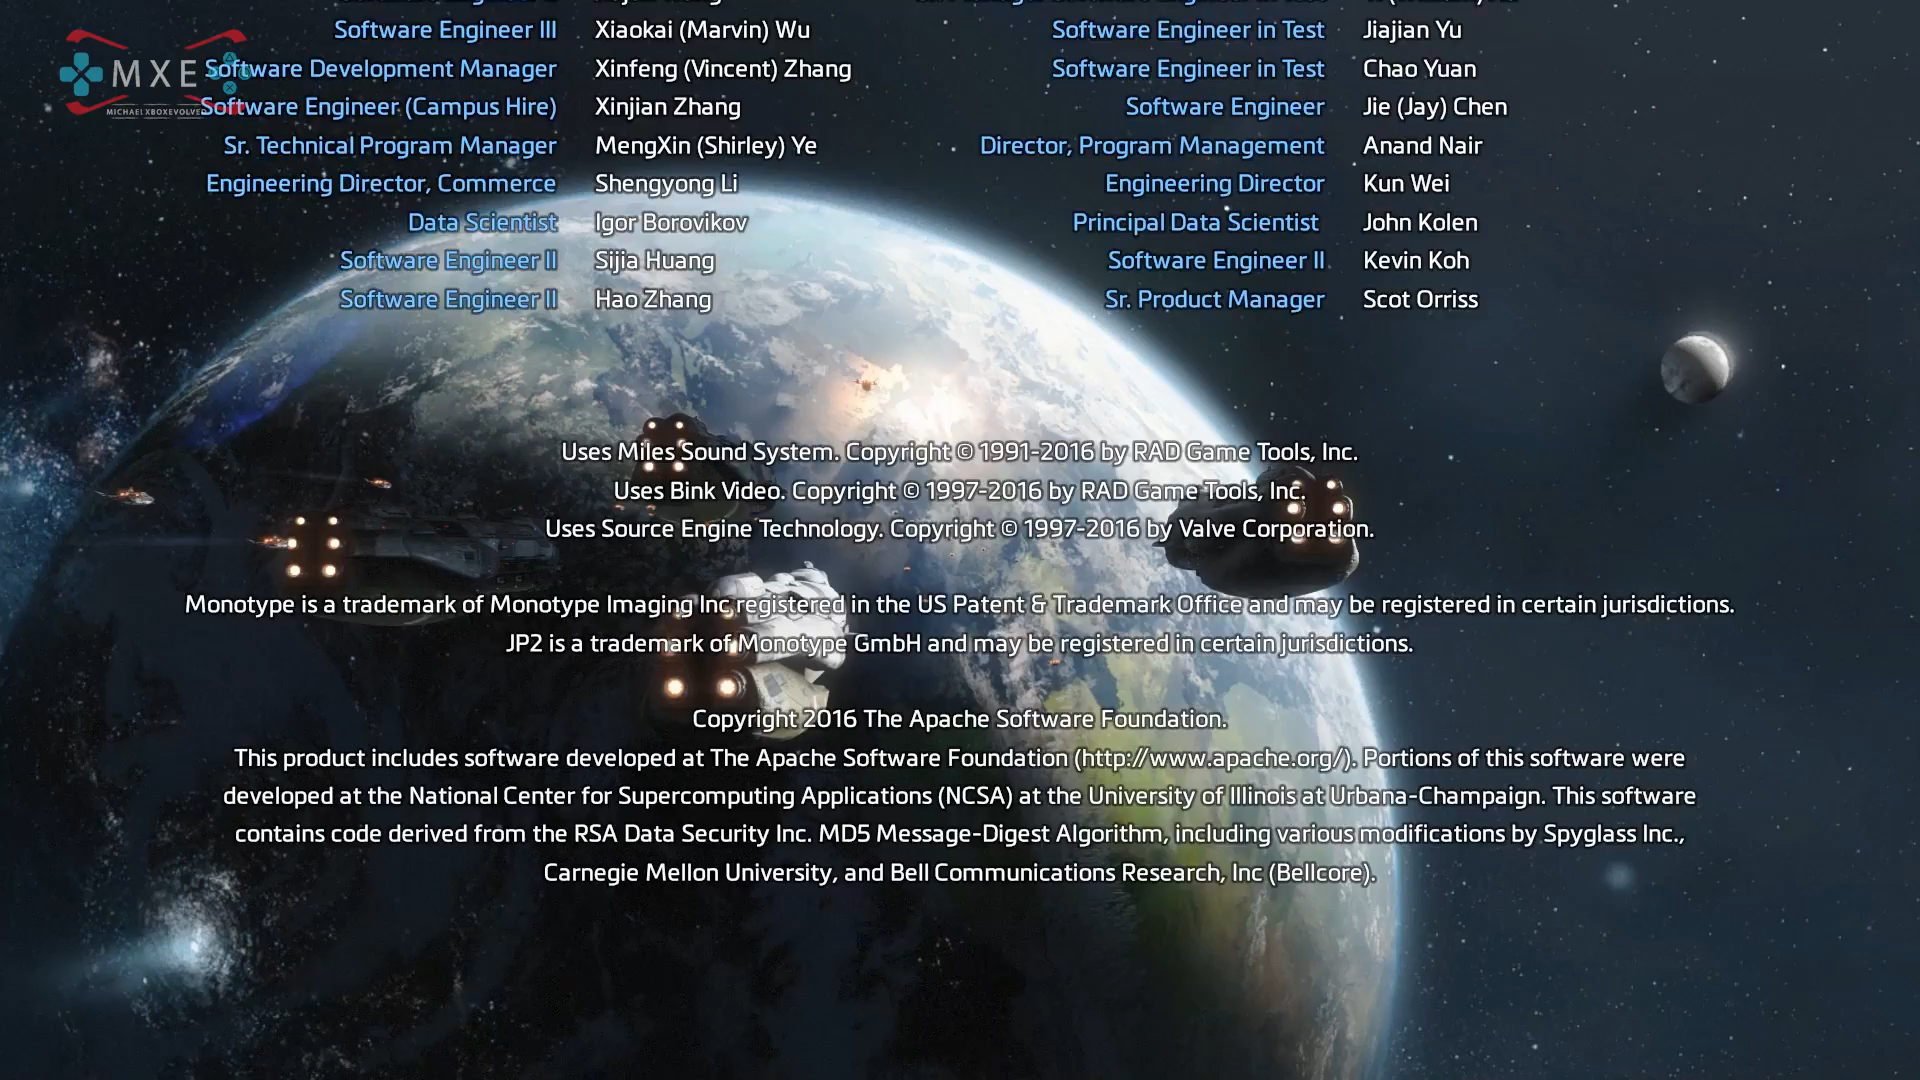 Software Engineer III Xiaokai (Marvin) Wu Software Engineer in Test Jiajian Yu
MXE
Software Development Manager Xinfeng (Vincent) Zhang Software Engineer in Test Chao Yuan
MICHAEL XBOXEVOLVED
Software Engineer (Campus Hire) Xinjian Zhang Software Engineer Jie (Jay) Chen
Sr. Technical Program Manager MengXin (Shirley) Ye Director, Program Management Anand Nair
Engineering Director, Commerce Shengyong Li Engineering Director Kun Wei
Data Scientist Igor Borovikov Principal Data Scientist John Kolen
Software Engineer II Sijia Huang Software Engineer II Kevin Koh
Software Engineer II Hao Zhang Sr. Product Manager Scot Orriss
Uses Miles Sound System. Copyright © 1991-2016 by RAD Game Tools, Inc.
Uses Bink Video. Copyright © 1997-2016 by RAD Game Tools, Inc.
Uses Source Engine Technology. Copyright © 1997-2016 by Valve Corporation.
Monotype is a trademark of Monotype Imaging Inc registered in the US Patent & Trademark Office and may be registered in certain jurisdictions.
JP2 is a trademark of Monotype GmbH and may be registered in certain jurisdictions.
Copyright 2016 The Apache Software Foundation.
This product includes software developed at The Apache Software Foundation (http://www.apache.org/). Portions of this software were
developed at the National Center for Supercomputing Applications (NCSA) at the University of Illinois at Urbana-Champaign. This software
contains code derived from the RSA Data Security Inc. MD5 Message-Digest Algorithm, including various modifications by Spyglass Inc.,
Carnegie Mellon University, and Bell Communications Research, Inc (Bellcore).